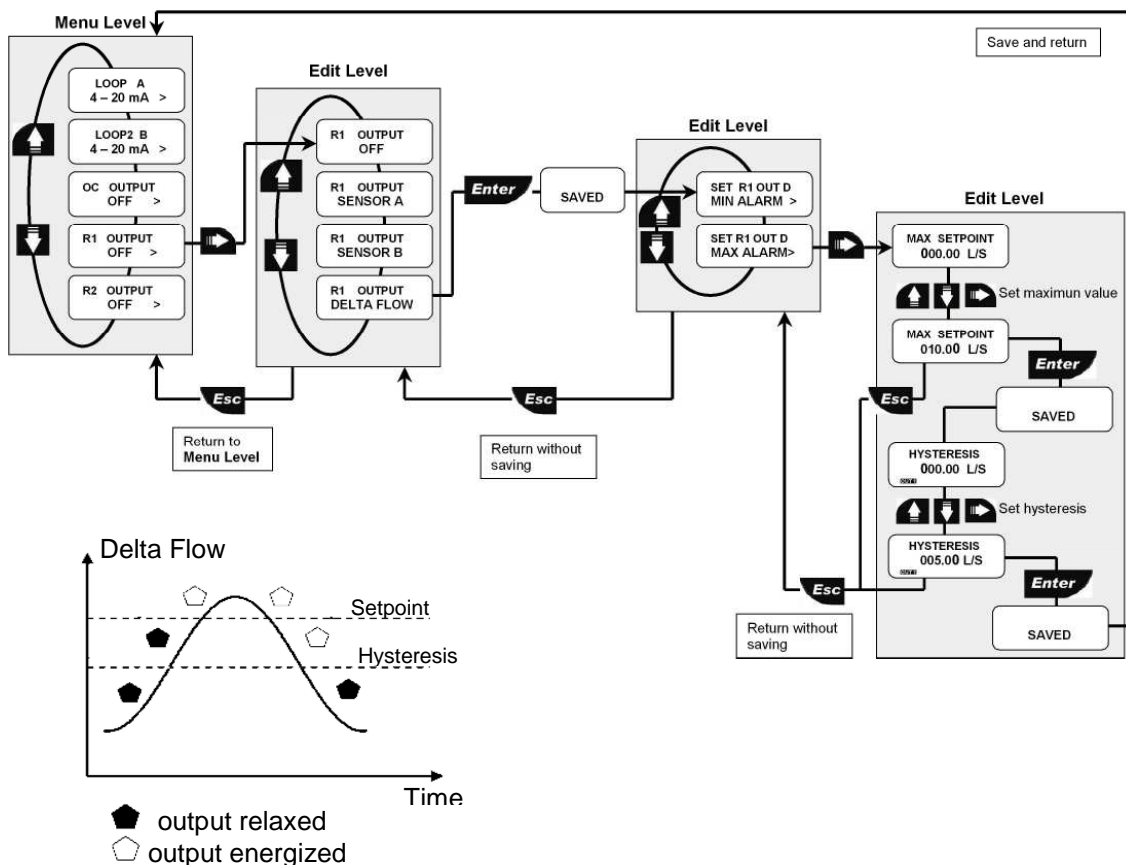 Menu Level
Save and return
LOOP A
4 – 20 mA >
LOOP2 B
4 – 20 mA >
OC OUTPUT
OFF >
R1 OUTPUT
OFF >
R2 OUTPUT
OFF >
Edit Level
R1 OUTPUT
OFF
R1 OUTPUT
SENSOR A
R1 OUTPUT
SENSOR B
R1 OUTPUT
DELTA FLOW
Enter
SAVED
Edit Level
SET R1 OUT D
MIN ALARM >
SET R1 OUT D
MAX ALARM>
Edit Level
MAX SETPOINT
000.00 L/S
Set maximun value
MAX SETPOINT
010.00 L/S
Enter
Esc
SAVED
HYSTERESIS
000.00 L/S
OUT1
Set hysteresis
HYSTERESIS
005.00 L/S
OUT1
Enter
SAVED
Esc
Return to
Menu Level
Esc
Return without
saving
Esc
Return without
saving
Delta Flow
Setpoint
Hysteresis
Time
output relaxed
output energized